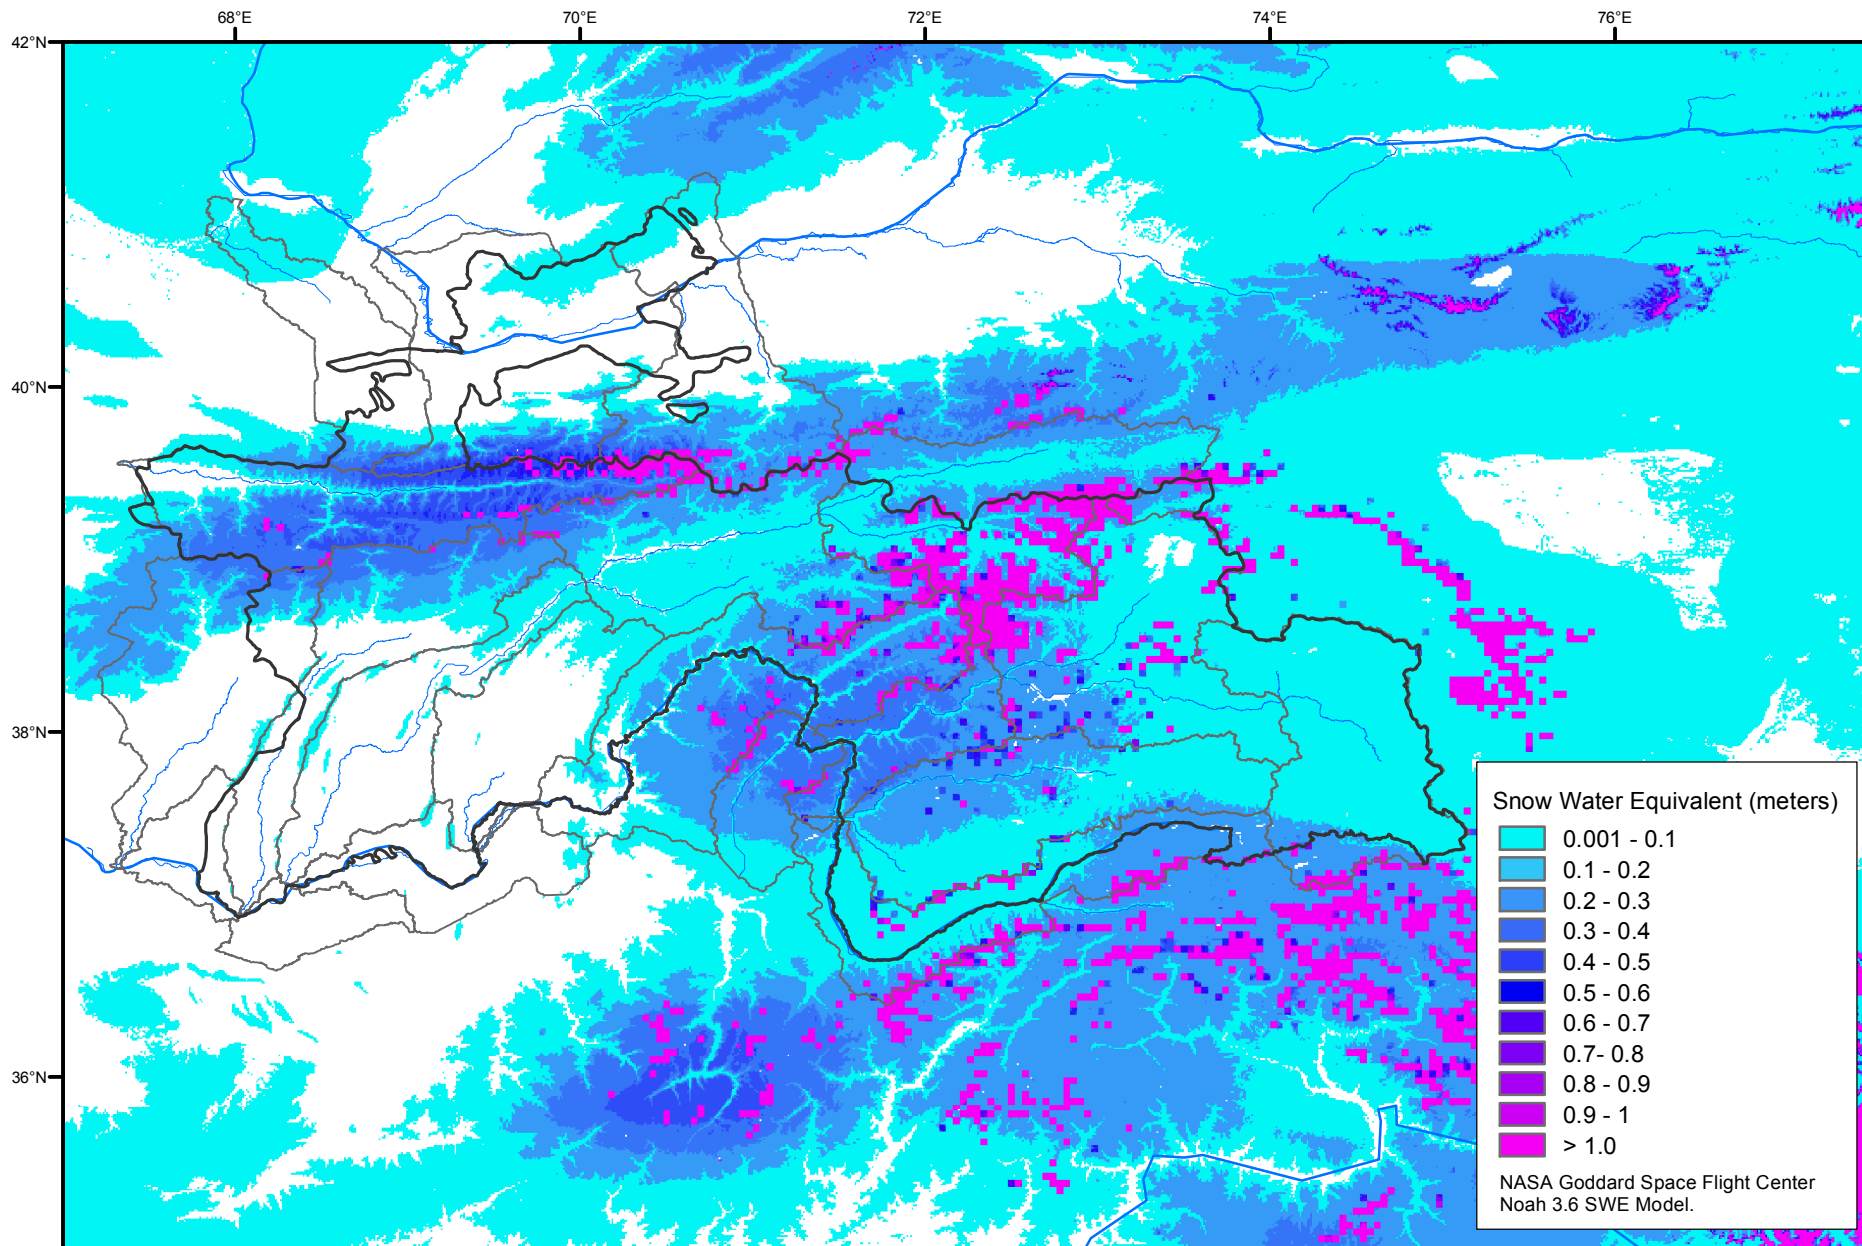 68°E
70°E
72°E
74°E
76°E
42°N
40°N
38°N
36°N
Snow Water Equivalent (meters)
0.001 - 0.1
0.1 - 0.2
0.2 - 0.3
0.3 - 0.4
0.4 - 0.5
0.5 - 0.6
0.6 - 0.7
0.7- 0.8
0.8 - 0.9
0.9 - 1
> 1.0
NASA Goddard Space Flight Center
Noah 3.6 SWE Model.